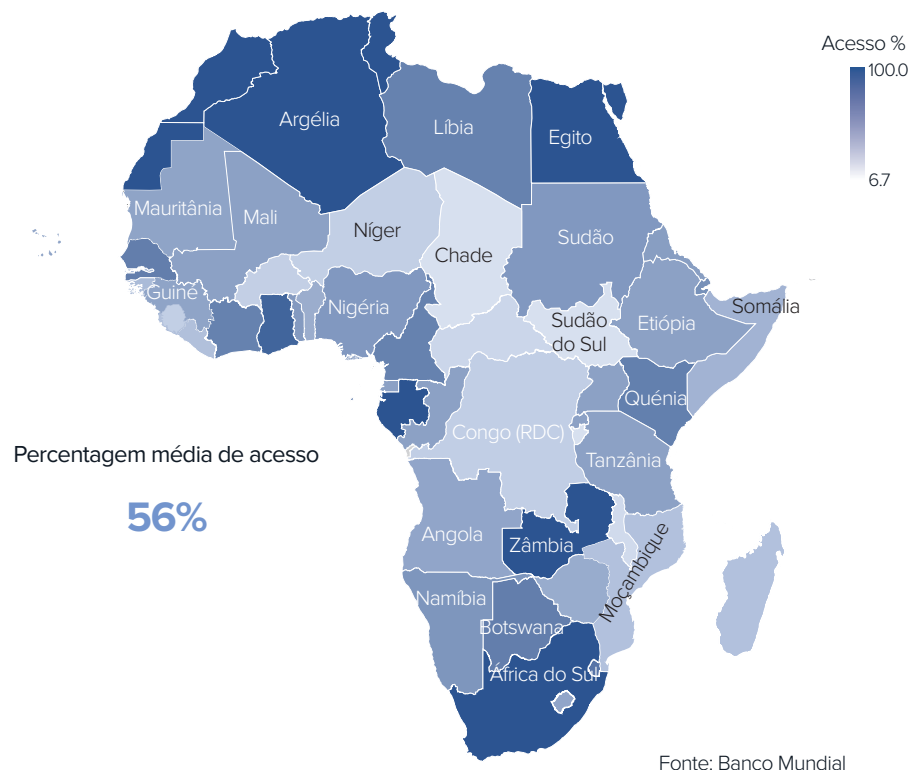 Acesso %
100.0
6.7
Argélia
Líbia
Egito
Mauritânia
Mali
Níger
Chade
Sudão
Guiné
Nigéria
Sudão
do Sul
Etiópia
Somália
Quénia
Congo (RDC)
Tanzânia
Percentagem média de acesso
56%
Angola
Zâmbia
Moçambique
Namíbia
Botswana
África do Sul
Fonte: Banco Mundial